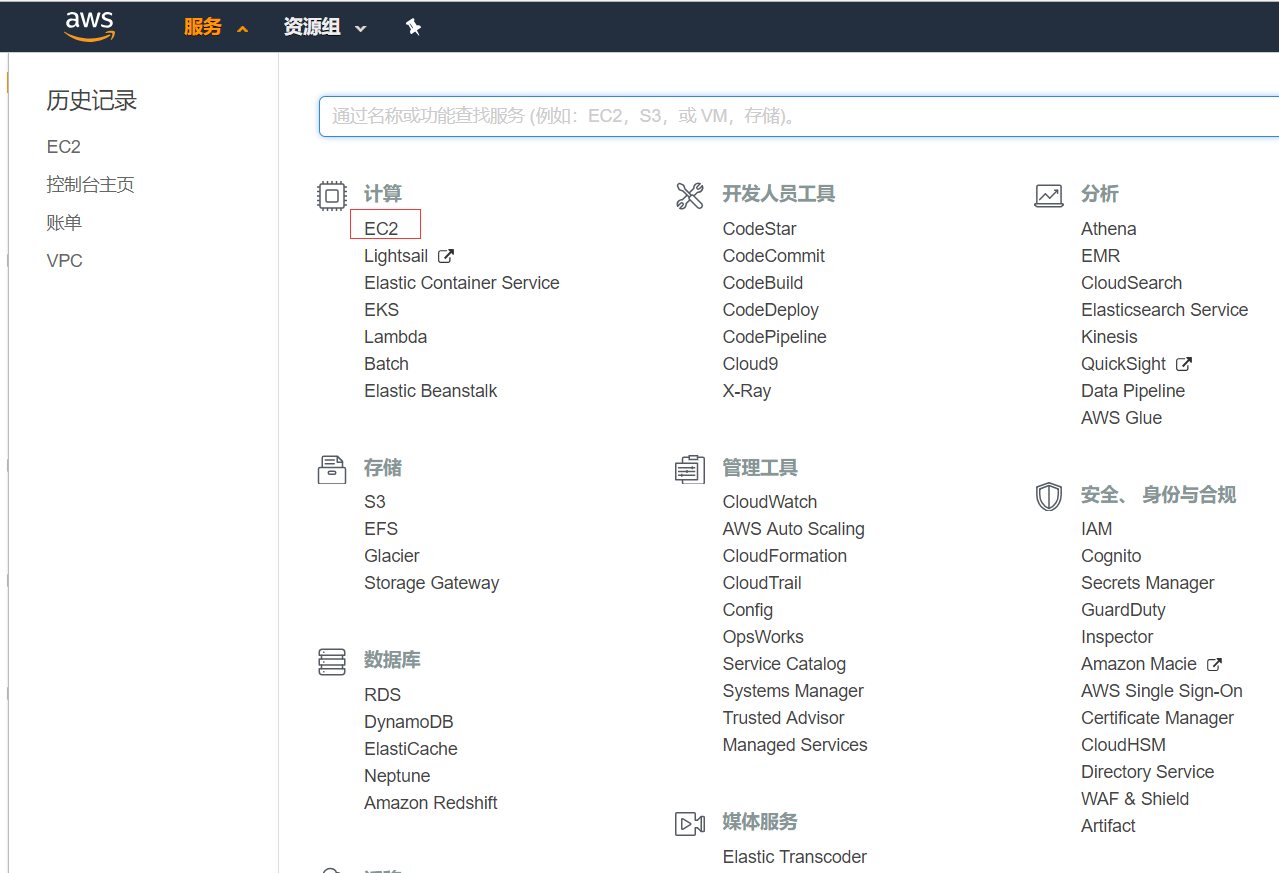 aws
服务
资源组
历史记录
EC2
控制台主页
账单
VPC
通过名称或功能查找服务 (例如：EC2，S3，或 VM，存储)。
计算
EC2
Lightsail
Elastic Container Service
EKS
Lambda
Batch
Elastic Beanstalk
存储
S3
EFS
Glacier
Storage Gateway
数据库
RDS
DynamoDB
ElastiCache
Neptune
Amazon Redshift
开发人员工具
CodeStar
CodeCommit
CodeBuild
CodeDeploy
CodePipeline
Cloud9
X-Ray
管理工具
CloudWatch
AWS Auto Scaling
CloudFormation
CloudTrail
Config
OpsWorks
Service Catalog
Systems Manager
Trusted Advisor
Managed Services
媒体服务
Elastic Transcoder
分析
Athena
EMR
CloudSearch
Elasticsearch Service
Kinesis
QuickSight
Data Pipeline
AWS Glue
安全、 身份与合规
IAM
Cognito
Secrets Manager
GuardDuty
Inspector
Amazon Macie
AWS Single Sign-On
Certificate Manager
CloudHSM
Directory Service
WAF & Shield
Artifact